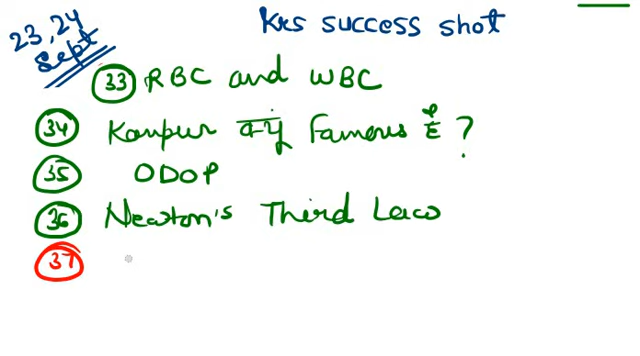 Krs success shot
23, 24
Sept
33 RBC and WBC
34 Kanpur क्यों Famous है ?
35 ODOP
36 Newton's Third Law
37